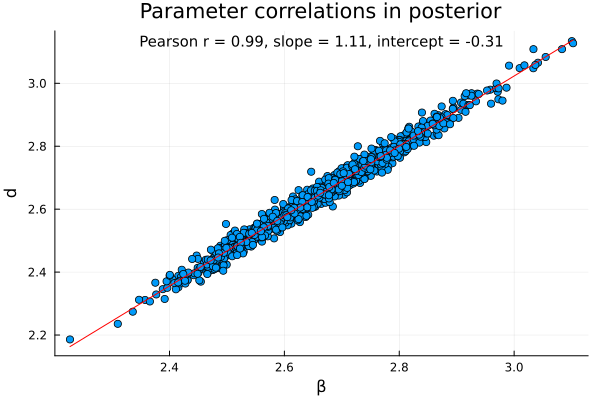 Parameter correlations in posterior
Pearson r = 0.99, slope = 1.11, intercept = -0.31
d
3.0
2.8
2.6
2.4
2.2
2.4 2.6 2.8 3.0
β